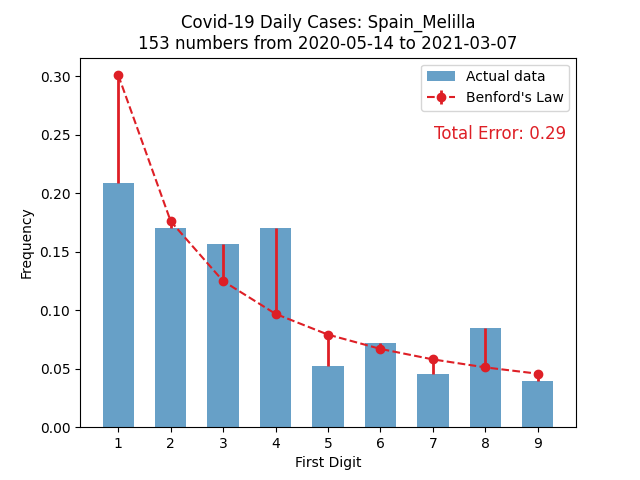 Covid-19 Daily Cases: Spain_Melilla
153 numbers from 2020-05-14 to 2021-03-07
Actual data
Benford's Law
Total Error: 0.29
0.30
0.25
0.20
0.15
0.10
0.05
0.00
Frequency
1 2 3 4 5 6 7 8 9
First Digit